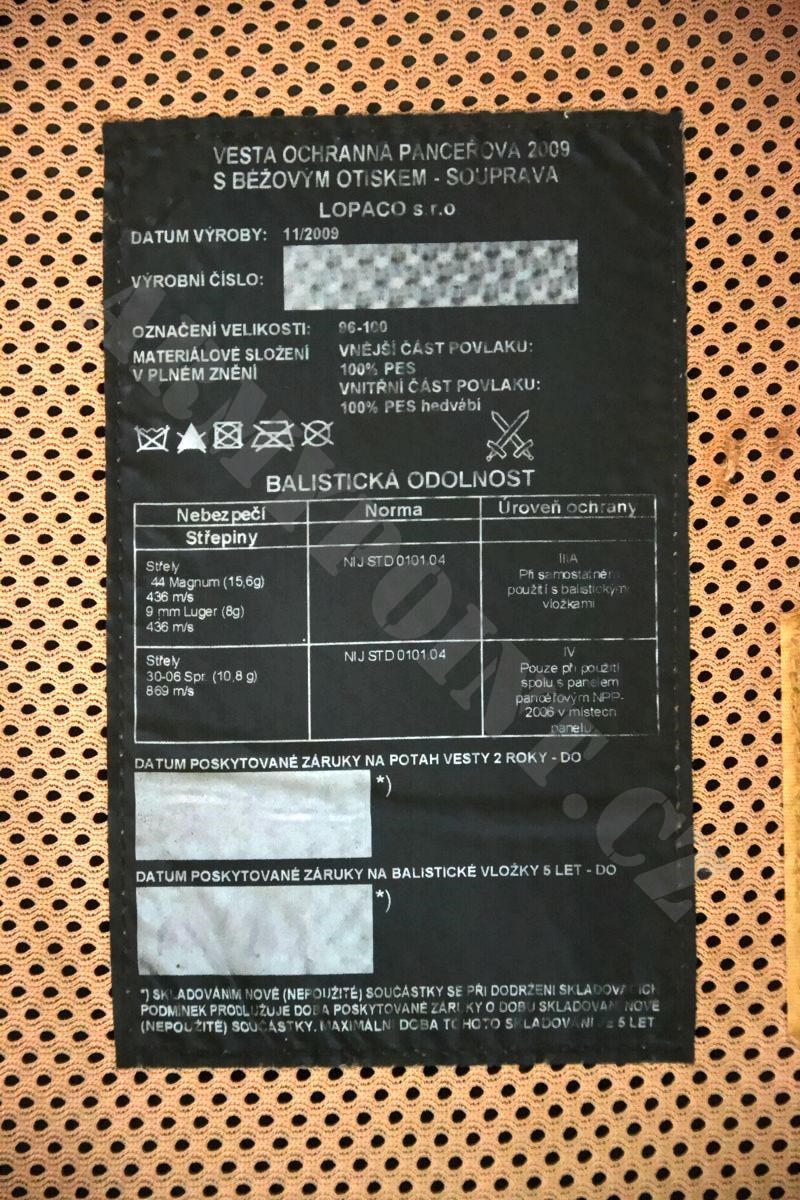 VESTA OCHRANNÁ PANCÉŘOVÁ 2009
S BÉŽOVÝM OTISKEM - SOUPRAVA
LOPACO s.r.o
DATUM VÝROBY: 11/2009
VÝROBNÍ ČÍSLO:
OZNAČENÍ VELIKOSTI: 96-100
MATERIÁLOVÉ SLOŽENÍ
V PLNÉM ZNĚNÍ
VNĚJŠÍ ČÁST POVLAKU:
100% PES
VNITŘNÍ ČÁST POVLAKU:
100% PES hedvábí
BALISTICKÁ ODOLNOST
Nebezpečí Norma Úroveň ochrany
Střepiny
Střely
44 Magnum (15,6g)
436 m/s
9 mm Luger (8g)
436 m/s
NIJ STD 0101.04
IIIA
Při samostatném
použití s balistickým
vložkami
Střely
30-06 Spr. (10,8 g)
869 m/s
NIJ STD 0101.04
IV
Pouze při použití
spolu s panelem
pancéřovým NPP-
2006 v místech
panelu
DATUM POSKYTOVANÉ ZÁRUKY NA POTAH VESTY 2 ROKY - DO
*)
DATUM POSKYTOVANÉ ZÁRUKY NA BALISTICKÉ VLOŽKY 5 LET - DO
*)
*) SKLADOVÁNÍM NOVÉ (NEPOUŽITÉ) SOUČÁSTKY SE PŘI DODRŽENÍ SKLADOVACÍCH
PODMÍNEK PRODLUŽUJE DOBA POSKYTOVANÉ ZÁRUKY O DOBU SKLADOVÁNÍ NOVÉ
(NEPOUŽITÉ) SOUČÁSTKY. MAXIMÁLNÍ DOBA TOHOTO SKLADOVÁNÍ JE 5 LET
ARMYPOINT.CZ